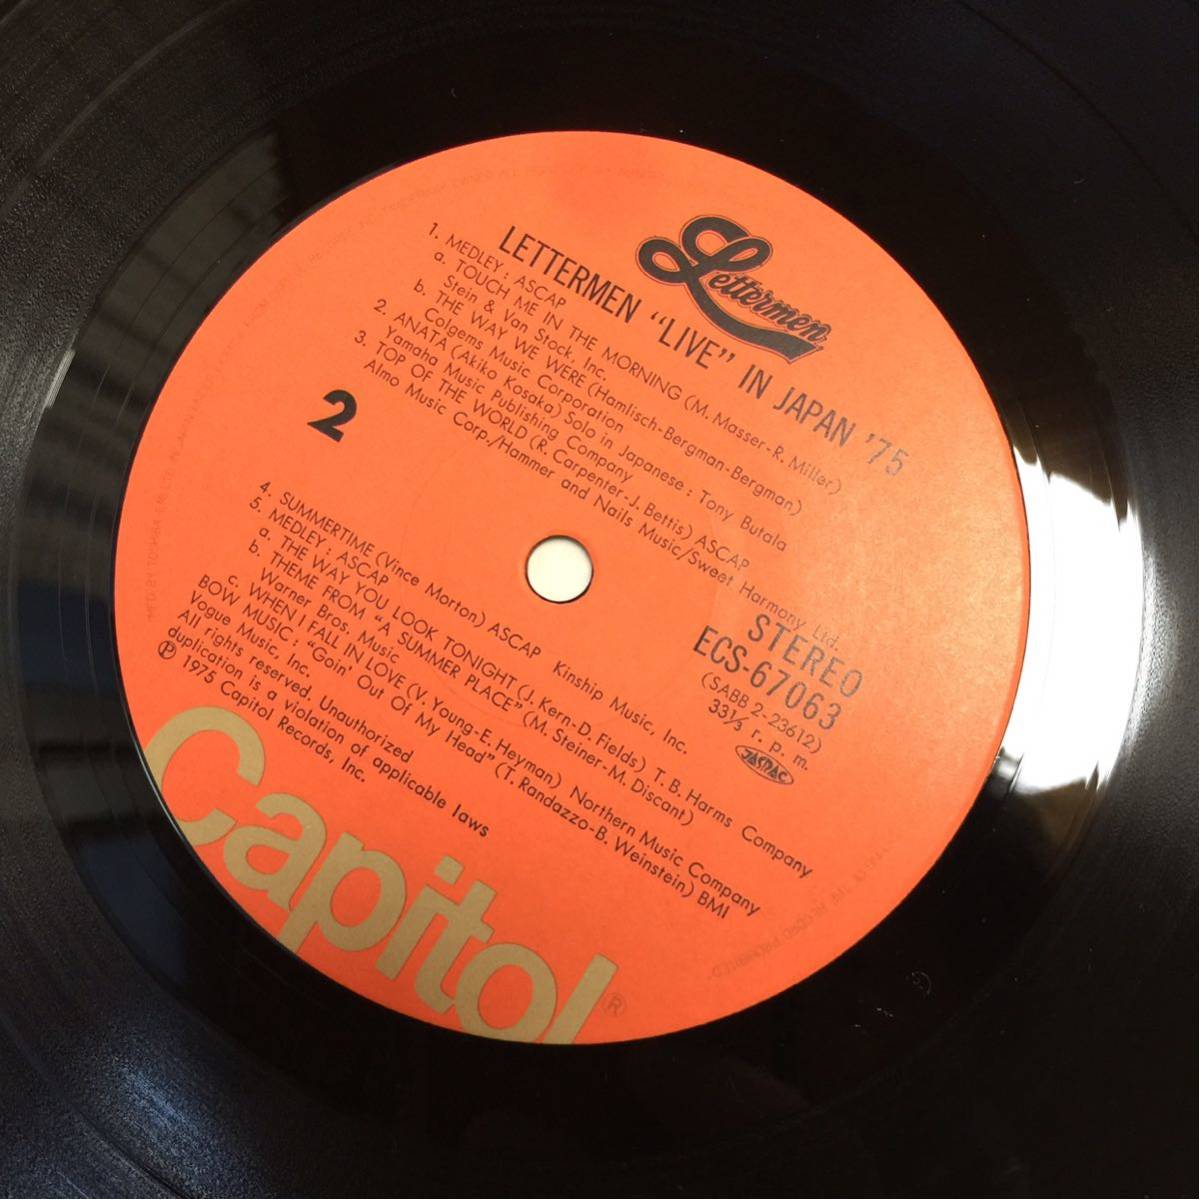 Lettermen
LETTERMEN "LIVE" IN JAPAN '75
1. MEDLEY : ASCAP
a. TOUCH ME IN THE MORNING (M. Masser-R. Miller)
Stein & Van Stock, Inc.
b. THE WAY WE WERE (Hamlisch-Bergman-Bergman)
Colgems Music Corporation
2. ANATA (Akiko Kosaka) Solo in Japanese : Tony Butala
Yamaha Music Publishing Company
3. TOP OF THE WORLD (R. Carpenter-J. Bettis) ASCAP
Almo Music Corp./Hammer and Nails Music/Sweet Harmony Ltd.
2
STEREO
ECS-67063
(SABB 2-23612)
33⅓ r. p. m.
JASRAC
4. SUMMERTIME (Vince Morton) ASCAP Kinship Music, Inc.
5. MEDLEY : ASCAP
a. THE WAY YOU LOOK TONIGHT (J. Kern-D. Fields) T. B. Harms Company
b. THEME FROM "A SUMMER PLACE" (M. Steiner-M. Discant)
Warner Bros. Music
c. WHEN I FALL IN LOVE (V. Young-E. Heyman) Northern Music Company
BOW MUSIC : "Goin' Out Of My Head" (T. Randazzo-B. Weinstein) BMI
Vogue Music, Inc.
All rights reserved. Unauthorized
duplication is a violation of applicable laws
℗ 1975 Capitol Records, Inc.
Capitol®